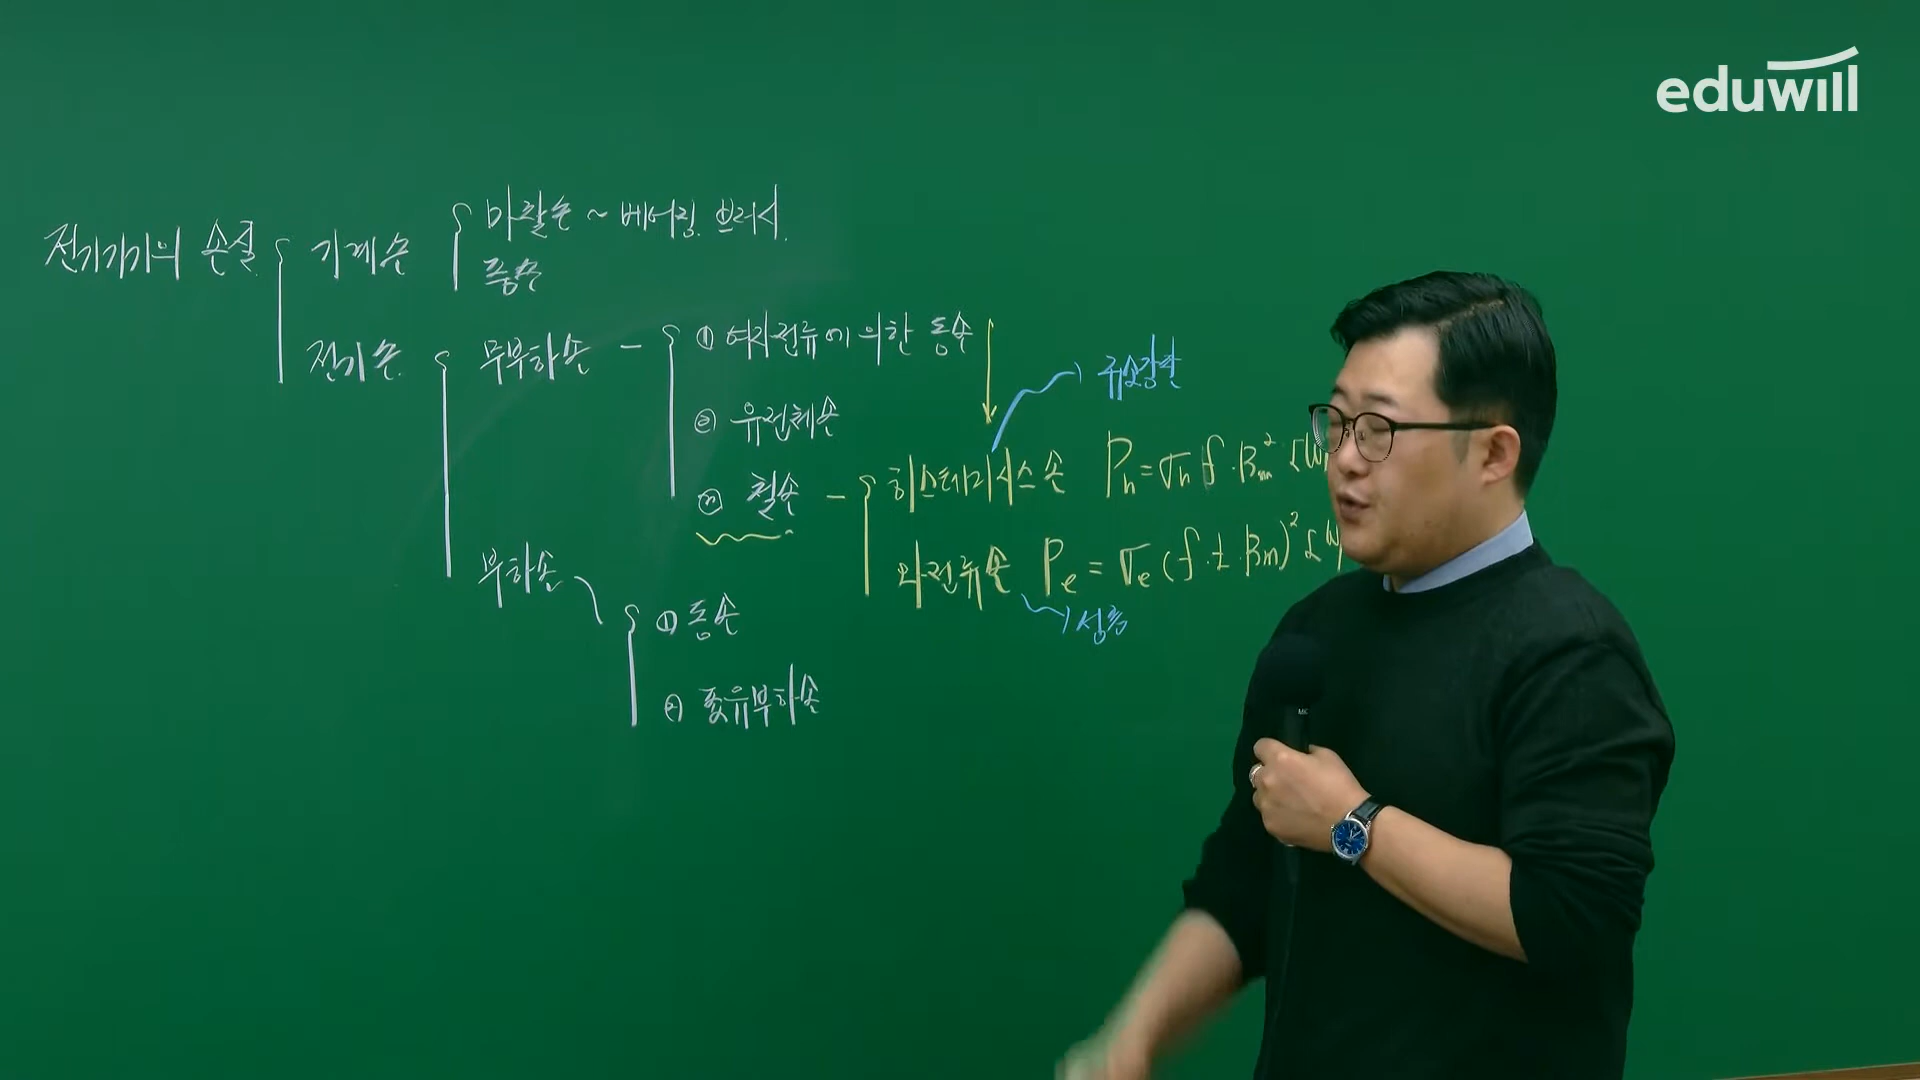 eduwill
전기기기의 손실 기계손 마찰손 ~ 베어링. 브러시.
풍손
전기손 무부하손 - ① 여자전류에 의한 동손
규소강판
② 유전체손
③ 철손 - 히스테리시스 손 Ph = σh f · Bm² [W
와전류손 Pe = σe (f · t · Bm)² [W
성층
부하손 ① 동손
② 표유부하손